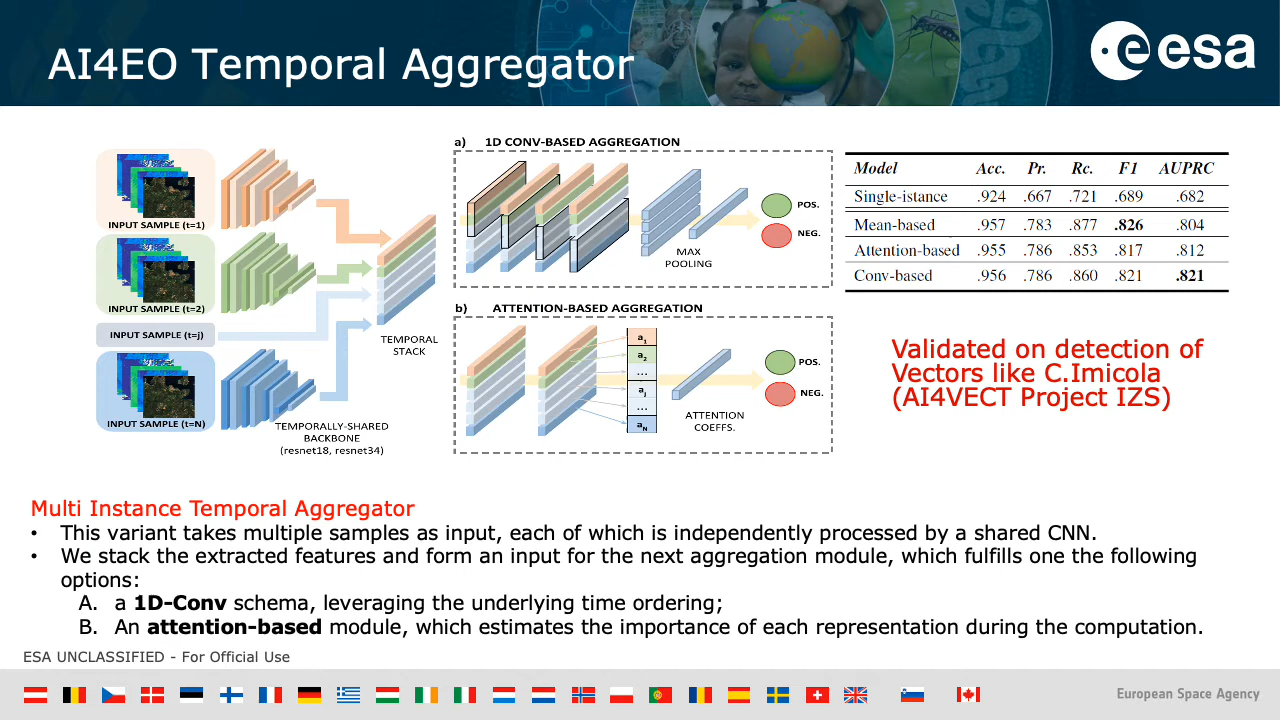 AI4EO Temporal Aggregator
esa
INPUT SAMPLE (t=1)
INPUT SAMPLE (t=2)
INPUT SAMPLE (t=j)
INPUT SAMPLE (t=N)
TEMPORALLY-SHARED
BACKBONE
(resnet18, resnet34)
TEMPORAL
STACK
a) 1D CONV-BASED AGGREGATION
MAX
POOLING
POS.
NEG.
b) ATTENTION-BASED AGGREGATION
a1
a2
...
aj
...
aN
ATTENTION
COEFFS.
POS.
NEG.
Model Acc. Pr. Rc. F1 AUPRC
Single-istance .924 .667 .721 .689 .682
Mean-based .957 .783 .877 .826 .804
Attention-based .955 .786 .853 .817 .812
Conv-based .956 .786 .860 .821 .821
Validated on detection of
Vectors like C.Imicola
(AI4VECT Project IZS)
Multi Instance Temporal Aggregator
• This variant takes multiple samples as input, each of which is independently processed by a shared CNN.
• We stack the extracted features and form an input for the next aggregation module, which fulfills one the following
options:
A. a 1D-Conv schema, leveraging the underlying time ordering;
B. An attention-based module, which estimates the importance of each representation during the computation.
ESA UNCLASSIFIED - For Official Use
European Space Agency